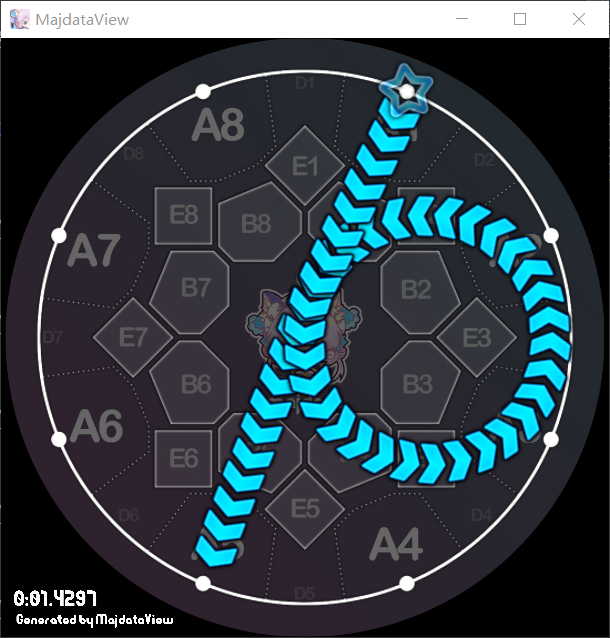 MajdataView
D1
A8
D8
D2
E1
E8
B8
A7
B7
B2
D7
E7
E3
B6
B3
A6
E6
E5
D6
D4
A4
D5
0:01.4297
Generated by MajdataView